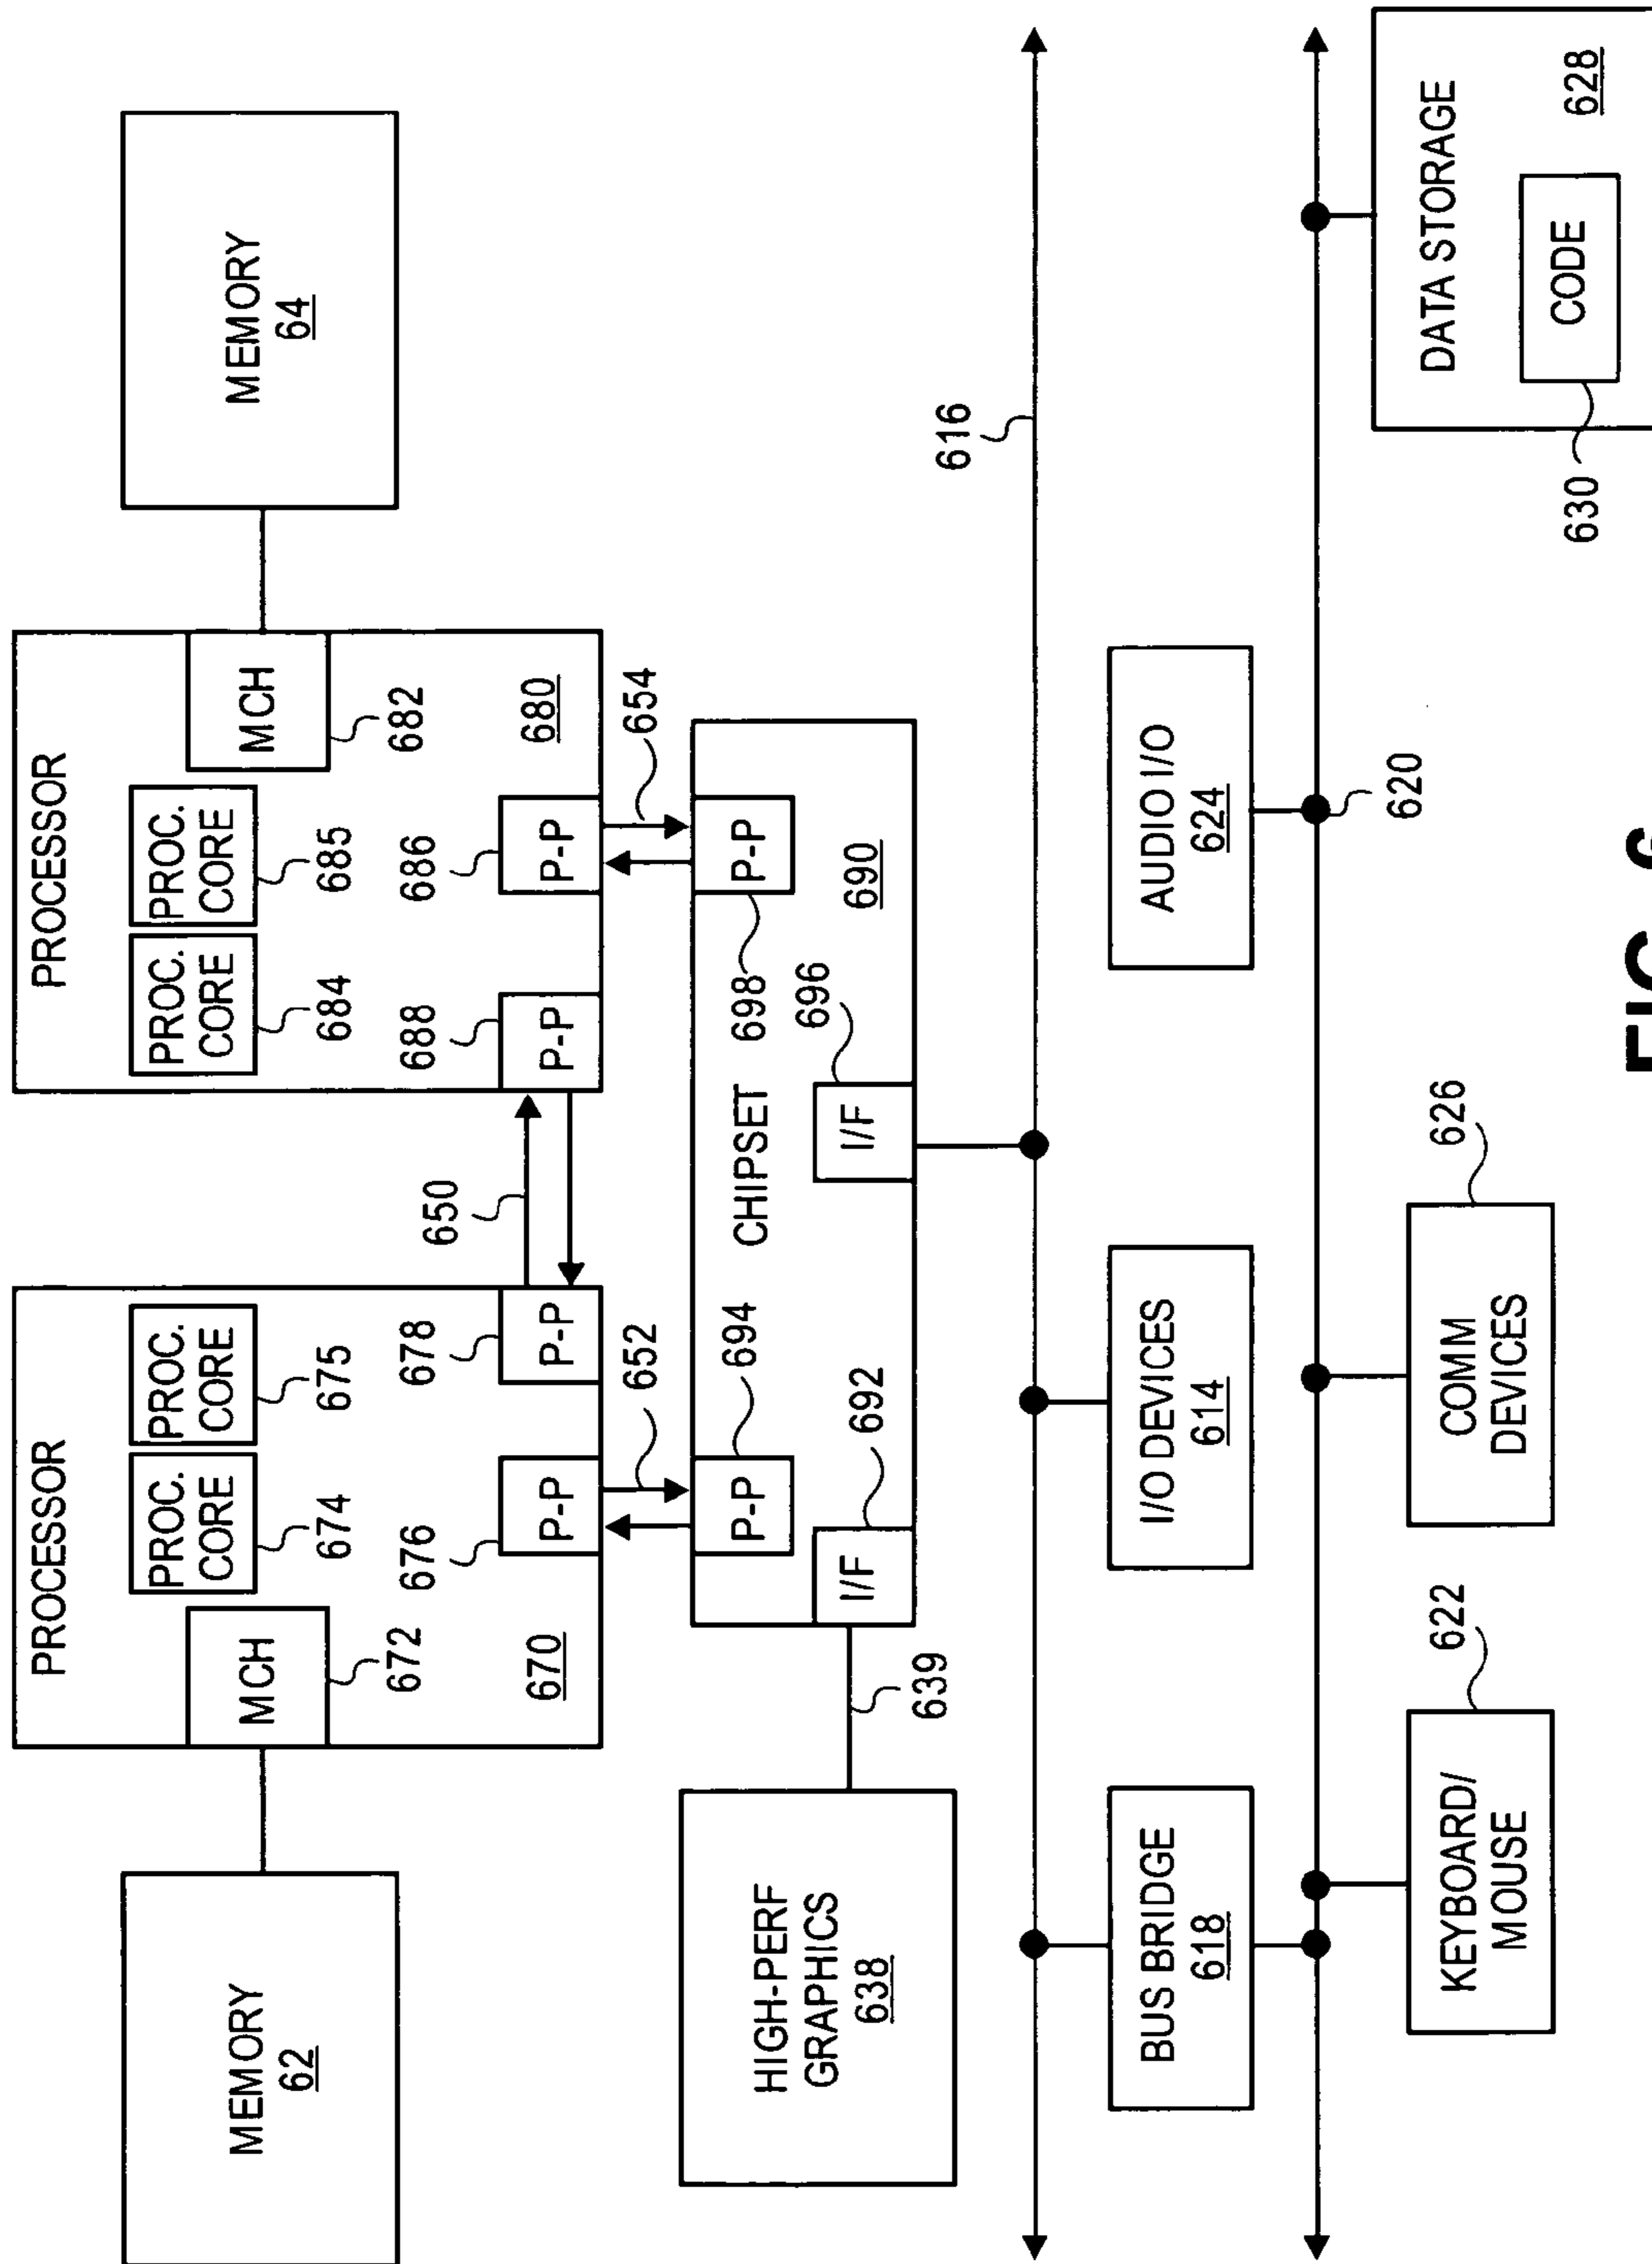 PROCESSOR
PROCESSOR
MEMORY
62
MCH
672
PROC.
CORE
674
PROC.
CORE
675
670
676
P-P
678
P-P
650
PROC.
CORE
684
PROC.
CORE
685
MCH
682
680
688
P-P
686
P-P
MEMORY
64
652
654
HIGH-PERF
GRAPHICS
638
639
P-P
694
I/F
692
CHIPSET
I/F
696
P-P
698
690
616
BUS BRIDGE
618
I/O DEVICES
614
AUDIO I/O
624
620
KEYBOARD/
MOUSE
622
COMM
DEVICES
626
DATA STORAGE
628
CODE
630
FIG. 6